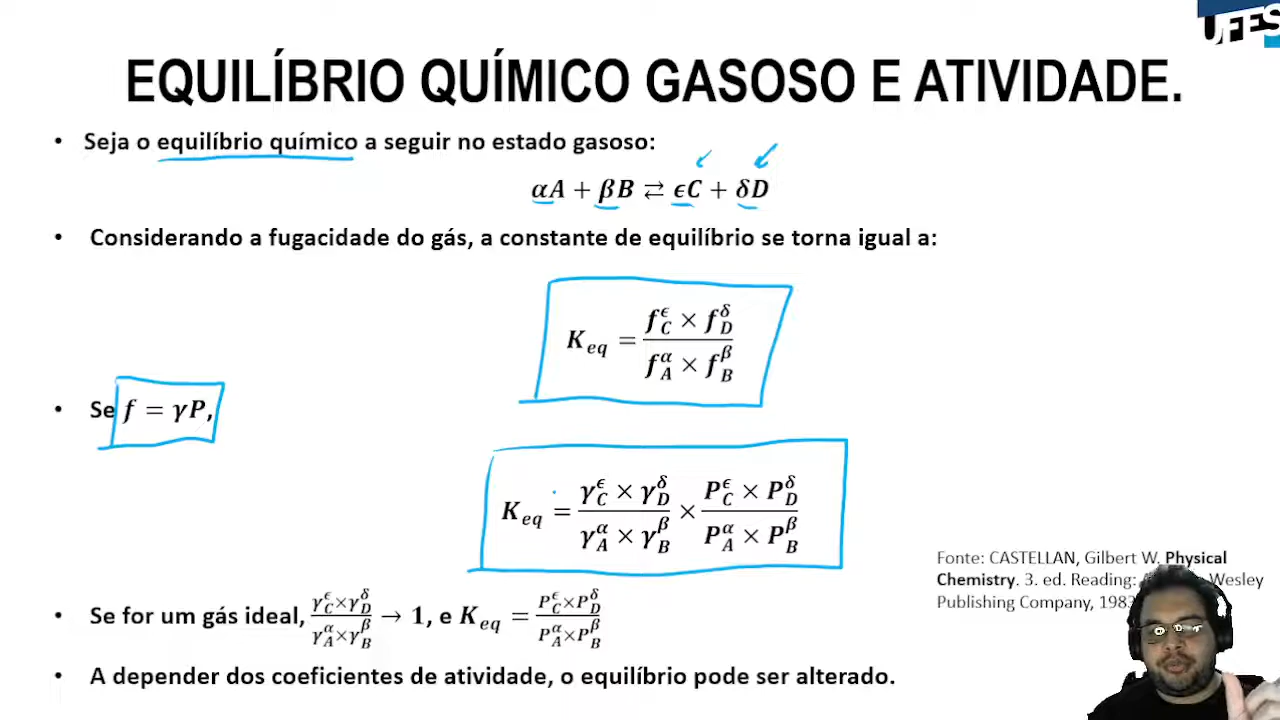 UFES
EQUILÍBRIO QUÍMICO GASOSO E ATIVIDADE.
• Seja o equilíbrio químico a seguir no estado gasoso:
αA + βB ⇄ ϵC + δD
• Considerando a fugacidade do gás, a constante de equilíbrio se torna igual a:
K_eq = (f_C^ϵ × f_D^δ) / (f_A^α × f_B^β)
• Se f = γP,
K_eq = (γ_C^ϵ × γ_D^δ) / (γ_A^α × γ_B^β) × (P_C^ϵ × P_D^δ) / (P_A^α × P_B^β)
• Se for um gás ideal, (γ_C^ϵ×γ_D^δ) / (γ_A^α×γ_B^β) → 1, e K_eq = (P_C^ϵ×P_D^δ) / (P_A^α×P_B^β)
• A depender dos coeficientes de atividade, o equilíbrio pode ser alterado.
Fonte: CASTELLAN, Gilbert W. Physical
Chemistry. 3. ed. Reading: Wesley
Publishing Company, 1983